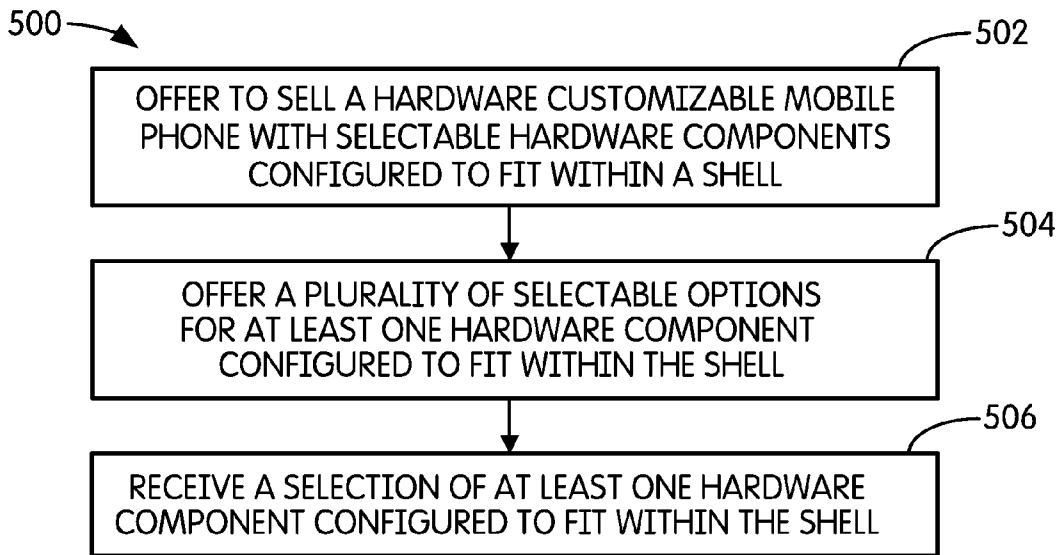 500
502
OFFER TO SELL A HARDWARE CUSTOMIZABLE MOBILE
PHONE WITH SELECTABLE HARDWARE COMPONENTS
CONFIGURED TO FIT WITHIN A SHELL
504
OFFER A PLURALITY OF SELECTABLE OPTIONS
FOR AT LEAST ONE HARDWARE COMPONENT
CONFIGURED TO FIT WITHIN THE SHELL
506
RECEIVE A SELECTION OF AT LEAST ONE HARDWARE
COMPONENT CONFIGURED TO FIT WITHIN THE SHELL